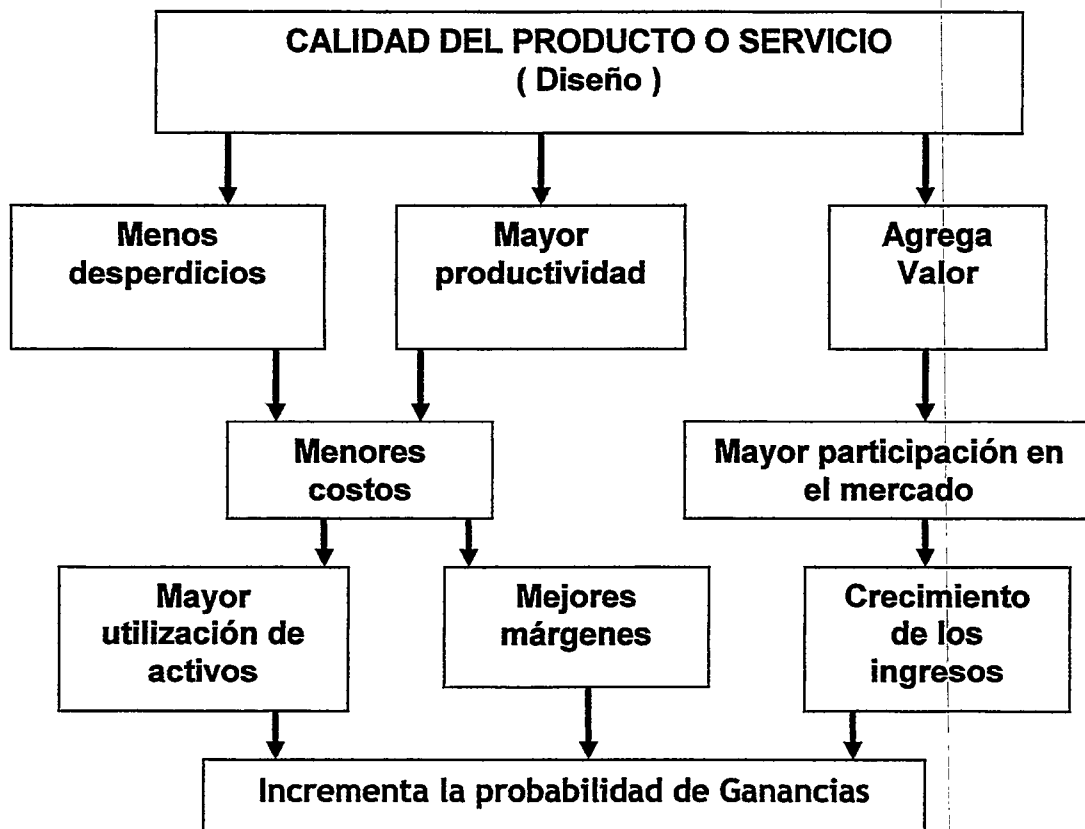 CALIDAD DEL PRODUCTO O SERVICIO
( Diseño )
Menos
desperdicios
Mayor
productividad
Agrega
Valor
Menores
costos
Mayor participación en
el mercado
Mayor
utilización de
activos
Mejores
márgenes
Crecimiento
de los
ingresos
Incrementa la probabilidad de Ganancias